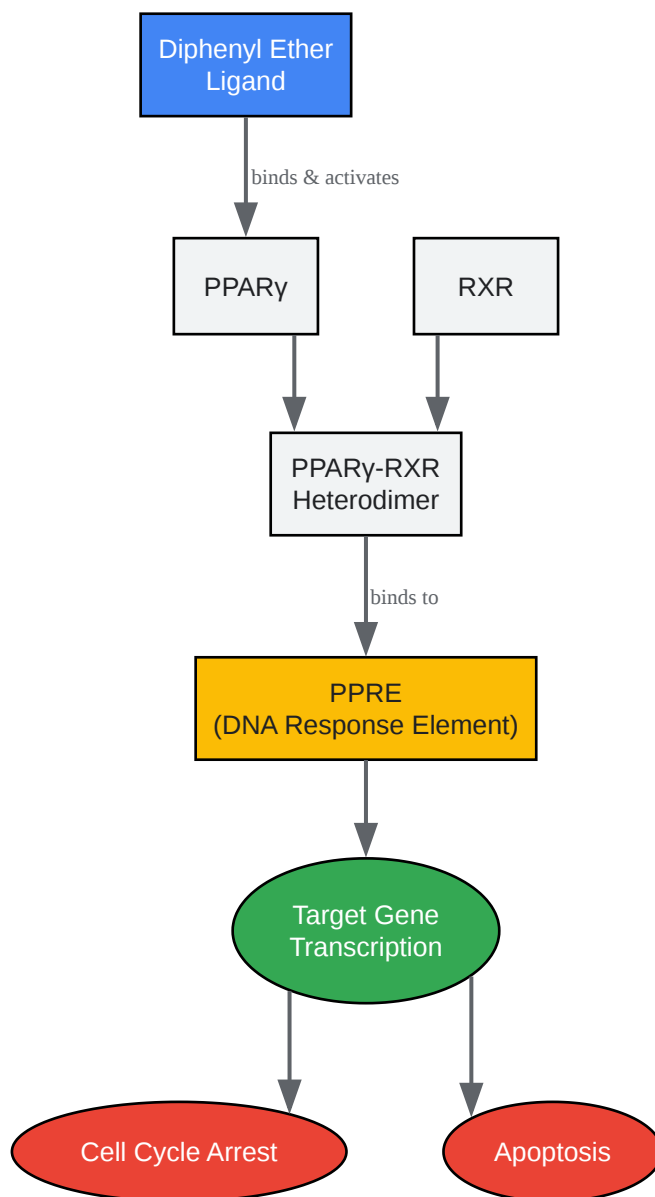 Diphenyl Ether
Ligand
binds & activates
PPARγ
RXR
PPARγ-RXR
Heterodimer
binds to
PPRE
(DNA Response Element)
Target Gene
Transcription
Cell Cycle Arrest
Apoptosis